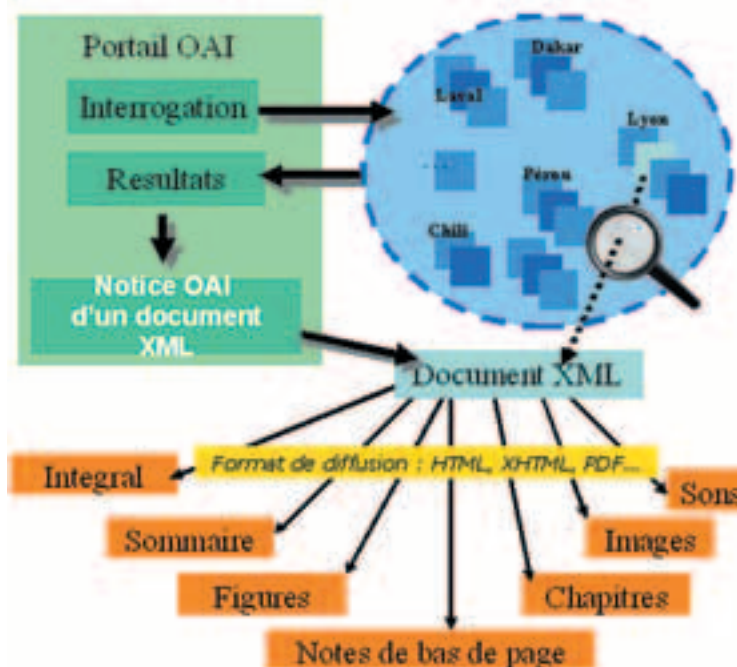 Portail OAI
Interrogation
Resultats
Notice OAI
d'un document
XML
Dakar
Laval
Lyon
....
Pérou
Chili
Document XML
Format de diffusion : HTML, XHTML, PDF...
Integral
Sons
Sommaire
Images
Figures
Chapitres
Notes de bas de page